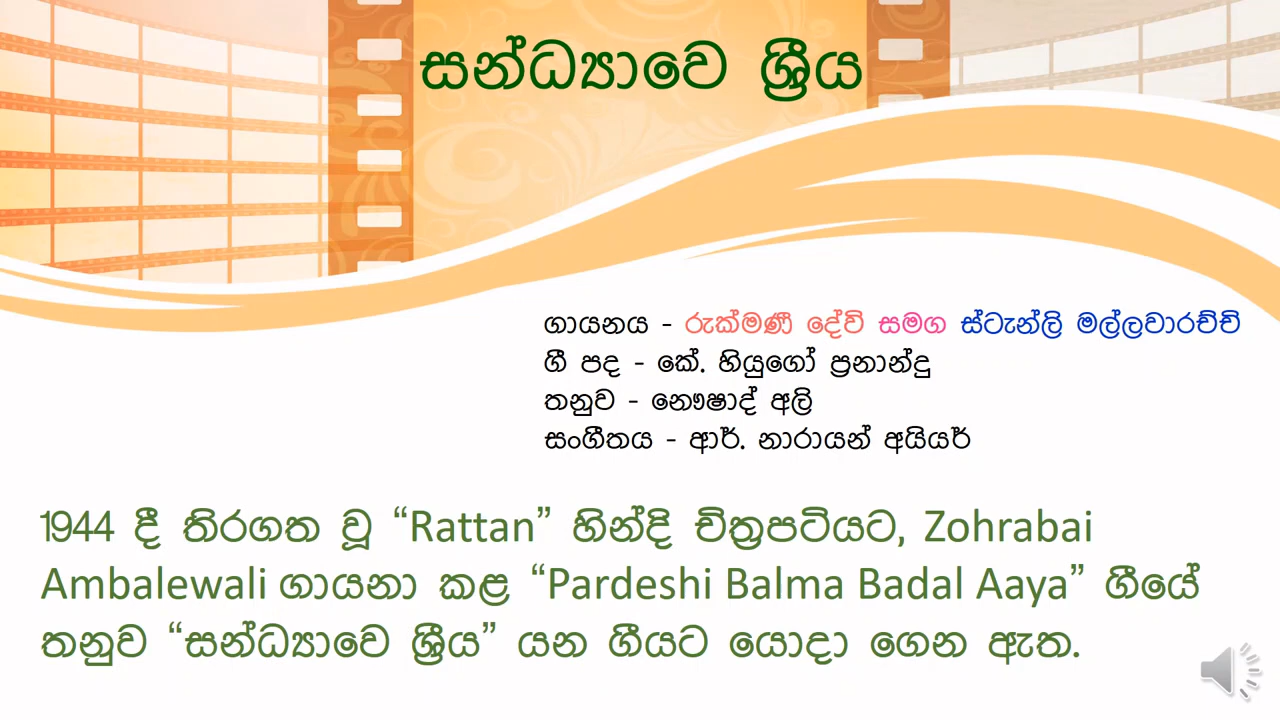 සන්ධ්‍යාවෙ ශ්‍රීය
ගායනය - රුක්මණී දේවි සමග ස්ටැන්ලි මල්ලවාරච්චි
ගී පද - කේ. හියුගෝ ප්‍රනාන්දු
තනුව - නෞෂාද් අලි
සංගීතය - ආර්. නාරායන් අයියර්
1944 දී තිරගත වූ “Rattan” හින්දි චිත්‍රපටියට, Zohrabai
Ambalewali ගායනා කළ “Pardeshi Balma Badal Aaya” ගීයේ
තනුව “සන්ධ්‍යාවෙ ශ්‍රීය” යන ගීයට යොදා ගෙන ඇත.